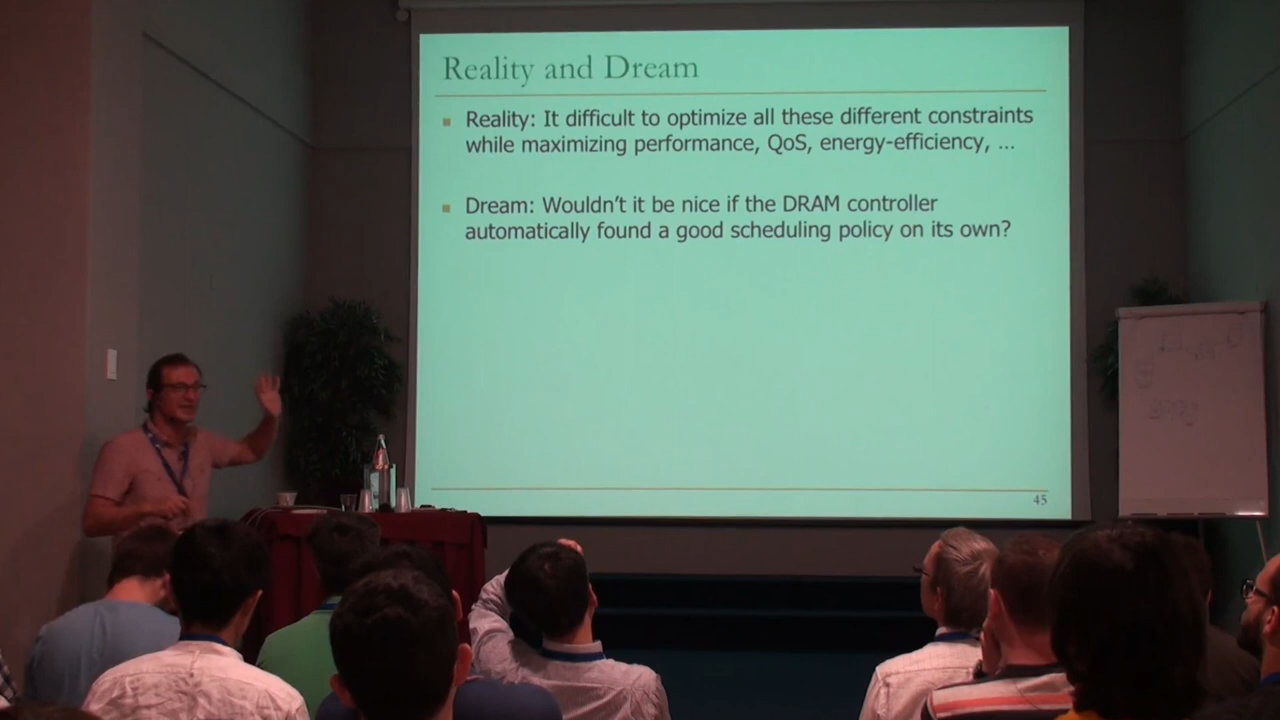 Reality and Dream
Reality: It difficult to optimize all these different constraints
while maximizing performance, QoS, energy-efficiency, ...
Dream: Wouldn't it be nice if the DRAM controller
automatically found a good scheduling policy on its own?
45